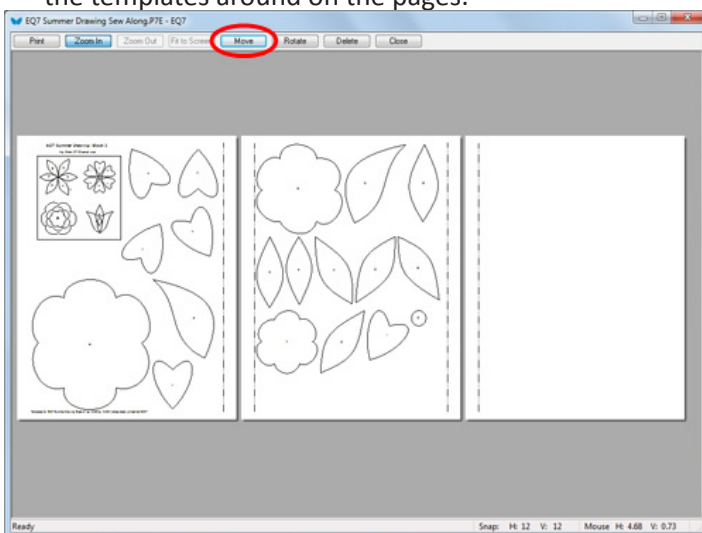 the templates around on the pages.
EQ7 Summer Drawing Sew Along.P7E - EQ7
Print Zoom In Zoom Out Fit to Screen Move Rotate Delete Close
EQ7 Summer Drawing Block 2
Ready Snap: H: 12 V: 12 Mouse H: 4.68 V: 0.73